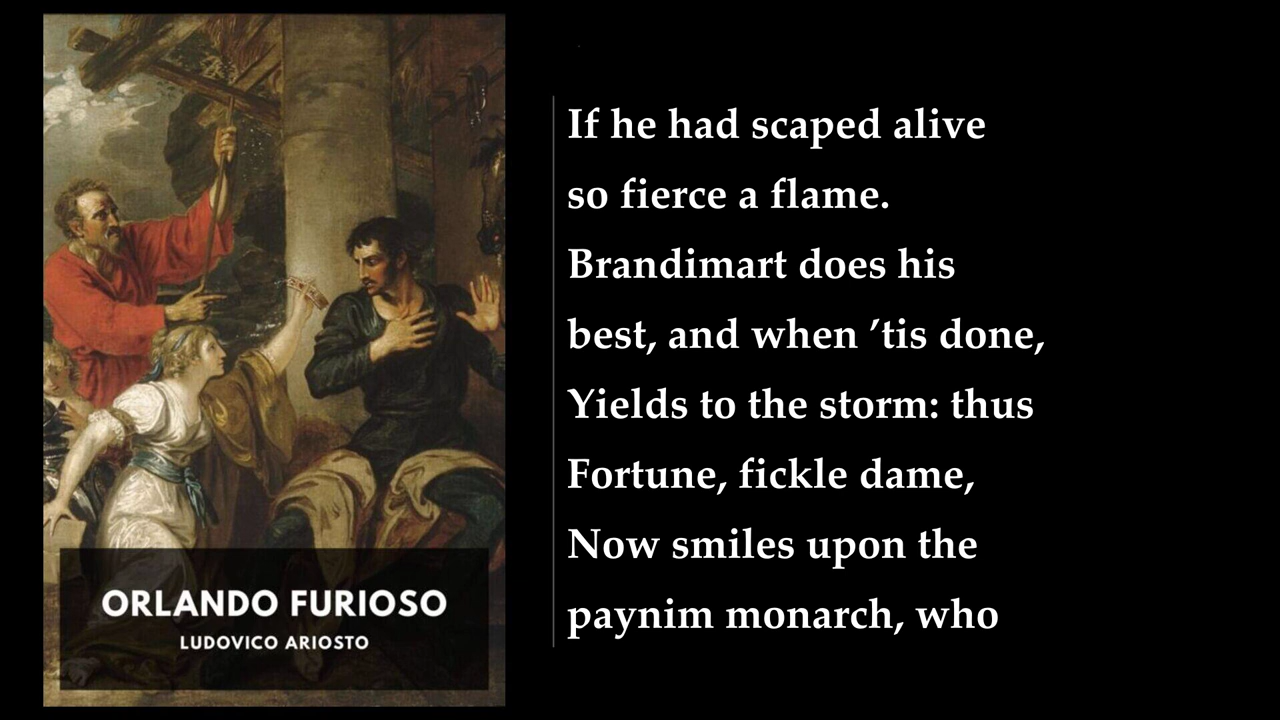 ORLANDO FURIOSO
LUDOVICO ARIOSTO
If he had scaped alive
so fierce a flame.
Brandimart does his
best, and when ’tis done,
Yields to the storm: thus
Fortune, fickle dame,
Now smiles upon the
paynim monarch, who